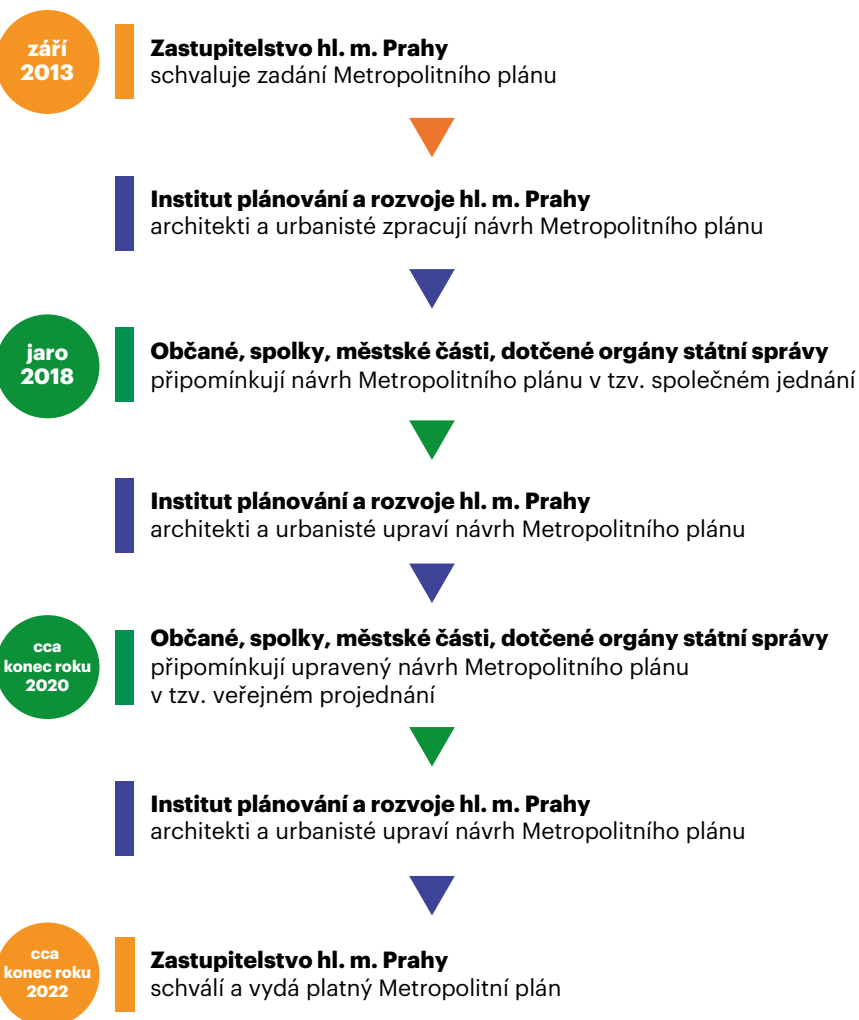 září
2013
Zastupitelstvo hl. m. Prahy
schvaluje zadání Metropolitního plánu
Institut plánování a rozvoje hl. m. Prahy
architekti a urbanisté zpracují návrh Metropolitního plánu
jaro
2018
Občané, spolky, městské části, dotčené orgány státní správy
připomínkují návrh Metropolitního plánu v tzv. společném jednání
Institut plánování a rozvoje hl. m. Prahy
architekti a urbanisté upraví návrh Metropolitního plánu
cca
konec roku
2020
Občané, spolky, městské části, dotčené orgány státní správy
připomínkují upravený návrh Metropolitního plánu
v tzv. veřejném projednání
Institut plánování a rozvoje hl. m. Prahy
architekti a urbanisté upraví návrh Metropolitního plánu
cca
konec roku
2022
Zastupitelstvo hl. m. Prahy
schválí a vydá platný Metropolitní plán